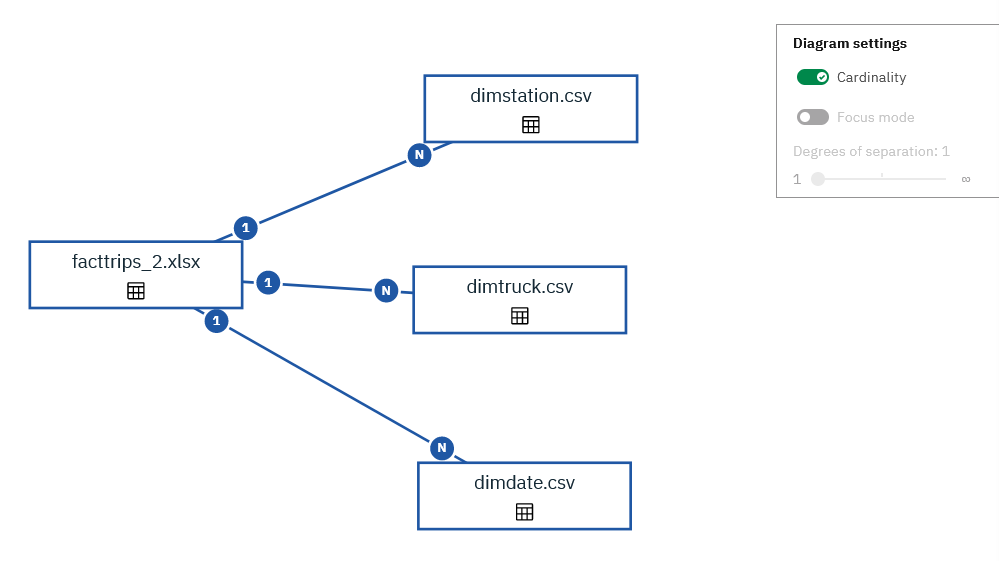 Diagram settings
Cardinality
Focus mode
Degrees of separation: 1
1 ∞
dimstation.csv
N
1
facttrips_2.xlsx
1 N
dimtruck.csv
1
N
dimdate.csv